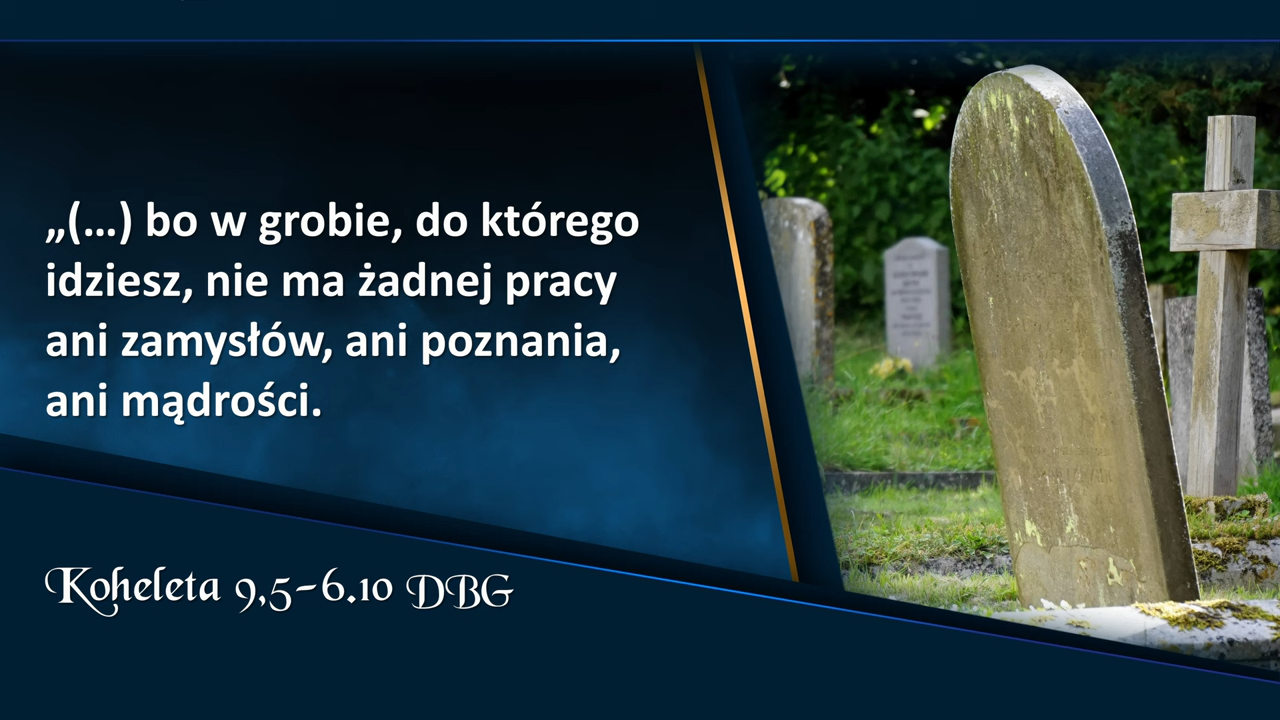 „(...) bo w grobie, do którego
idziesz, nie ma żadnej pracy
ani zamysłów, ani poznania,
ani mądrości.
Koheleta 9,5-6.10 DBG